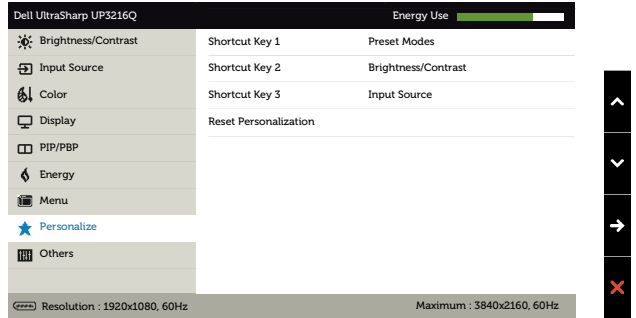 Dell UltraSharp UP3216Q Energy Use
Brightness/Contrast Shortcut Key 1 Preset Modes
Input Source Shortcut Key 2 Brightness/Contrast
Color Shortcut Key 3 Input Source
Display Reset Personalization
PIP/PBP
Energy
Menu
Personalize
Others
Resolution : 1920x1080, 60Hz Maximum : 3840x2160, 60Hz